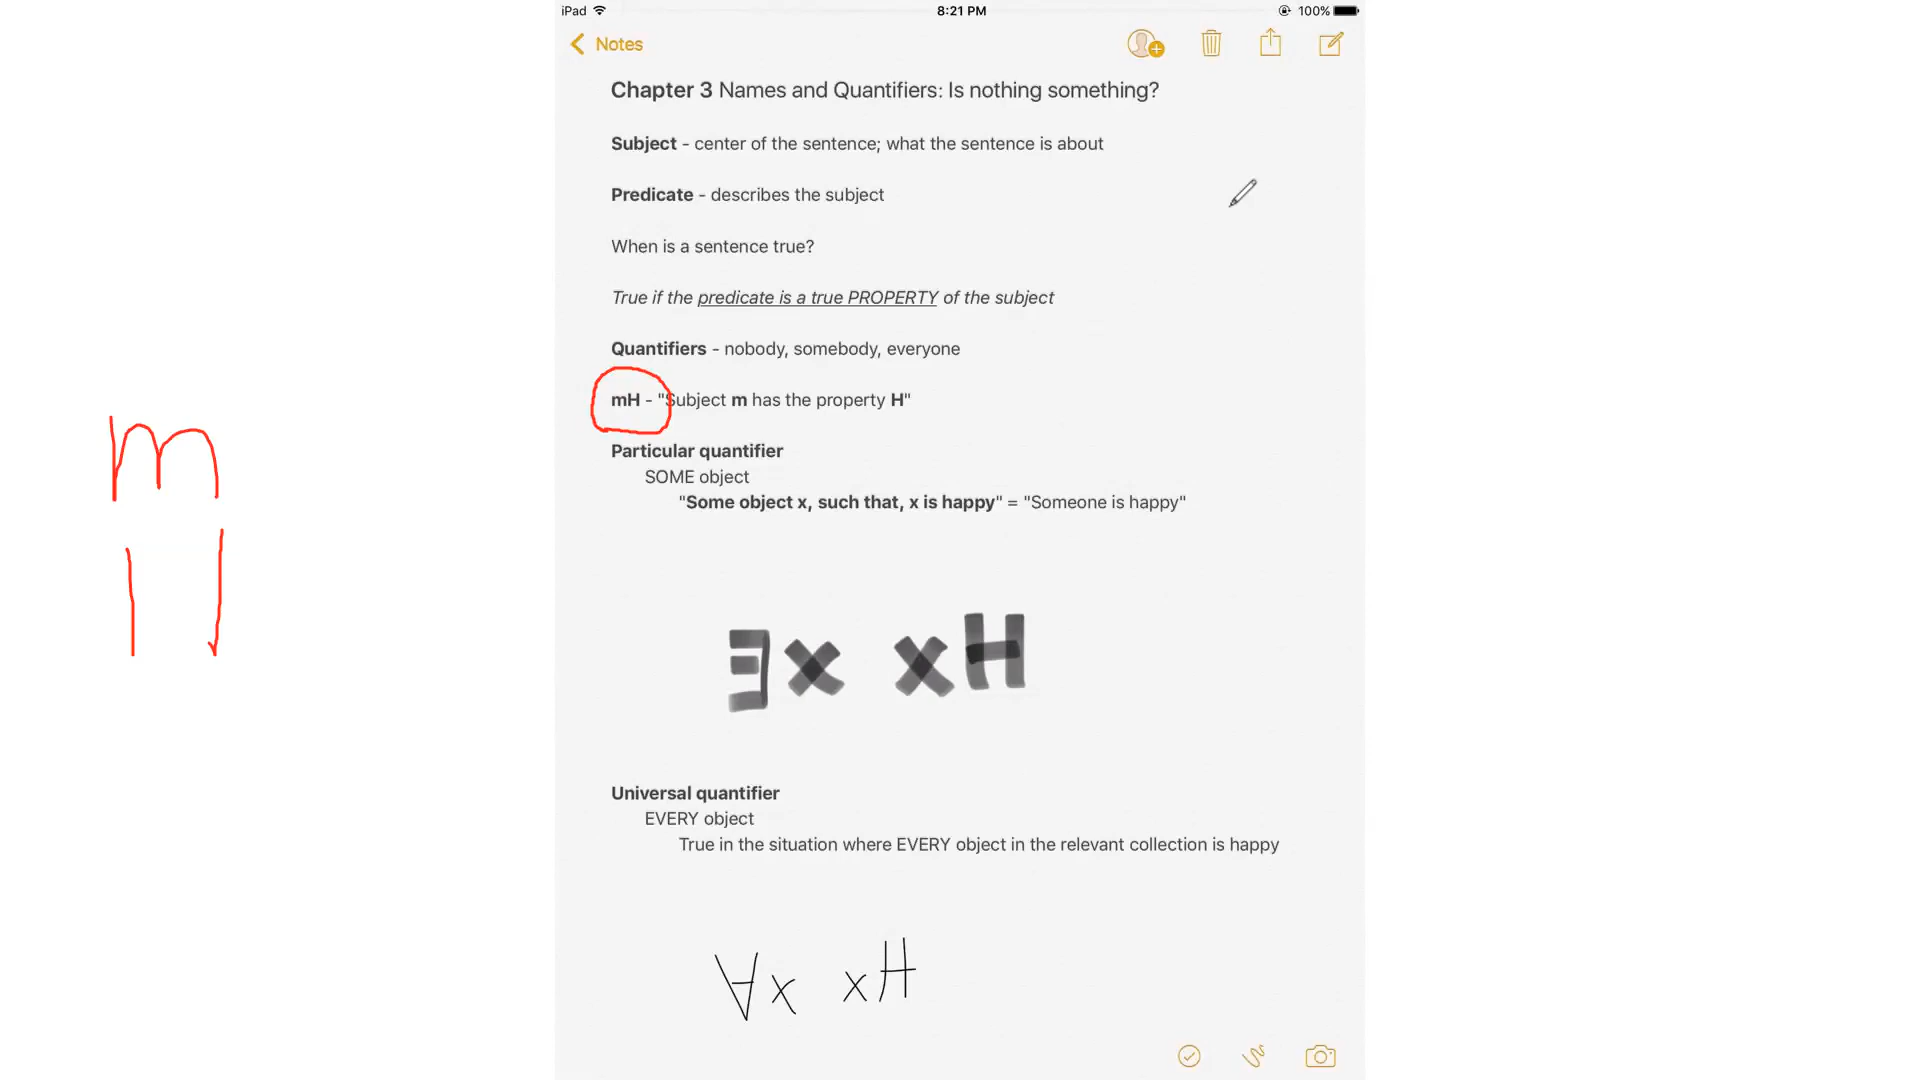 iPad 8:21 PM 100%
Notes
Chapter 3 Names and Quantifiers: Is nothing something?
Subject - center of the sentence; what the sentence is about
Predicate - describes the subject
When is a sentence true?
True if the predicate is a true PROPERTY of the subject
Quantifiers - nobody, somebody, everyone
mH - "Subject m has the property H"
m
Particular quantifier
SOME object
"Some object x, such that, x is happy" = "Someone is happy"
∃x xH
Universal quantifier
EVERY object
True in the situation where EVERY object in the relevant collection is happy
∀x xH